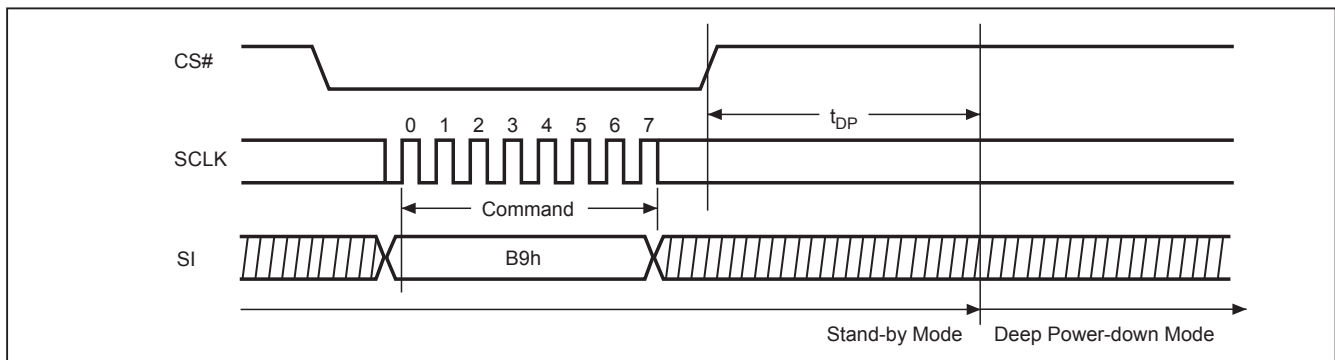 CS#
t_DP
0 1 2 3 4 5 6 7
SCLK
Command
SI
B9h
Stand-by Mode
Deep Power-down Mode